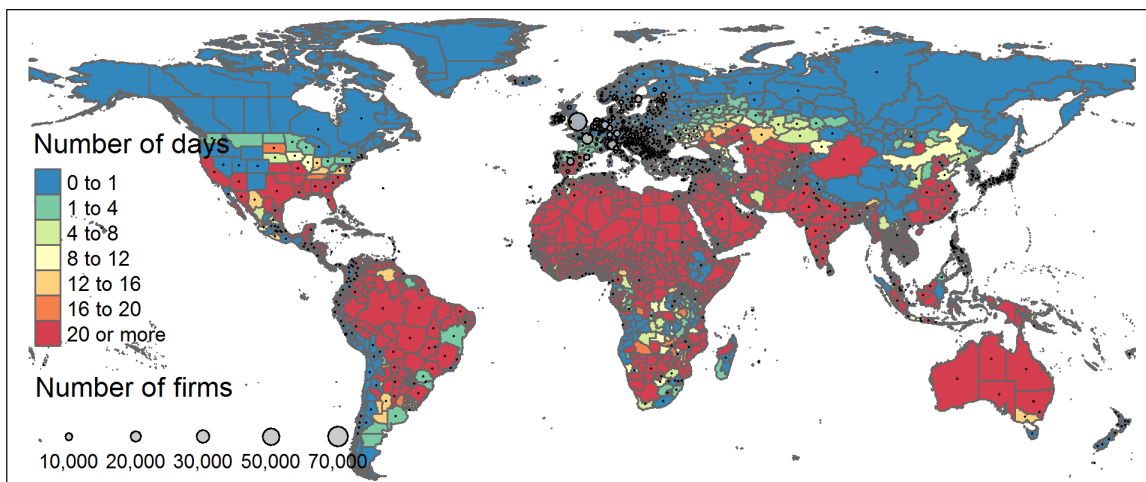 Number of days
0 to 1
1 to 4
4 to 8
8 to 12
12 to 16
16 to 20
20 or more
Number of firms
10,000 20,000 30,000 50,000 70,000